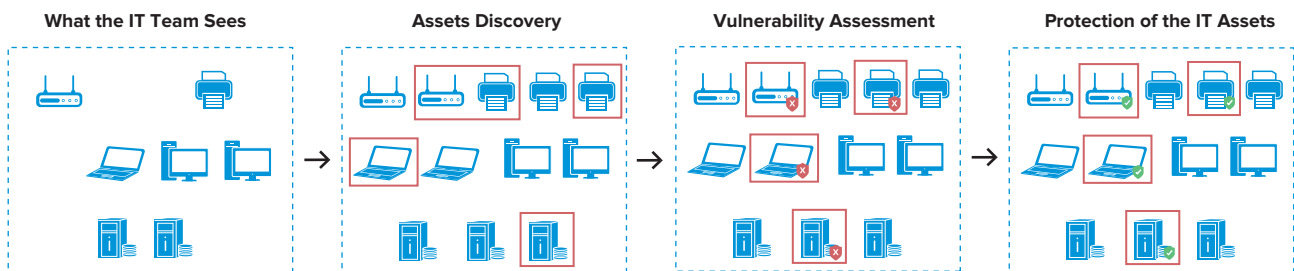 What the IT Team Sees
Assets Discovery
Vulnerability Assessment
Protection of the IT Assets